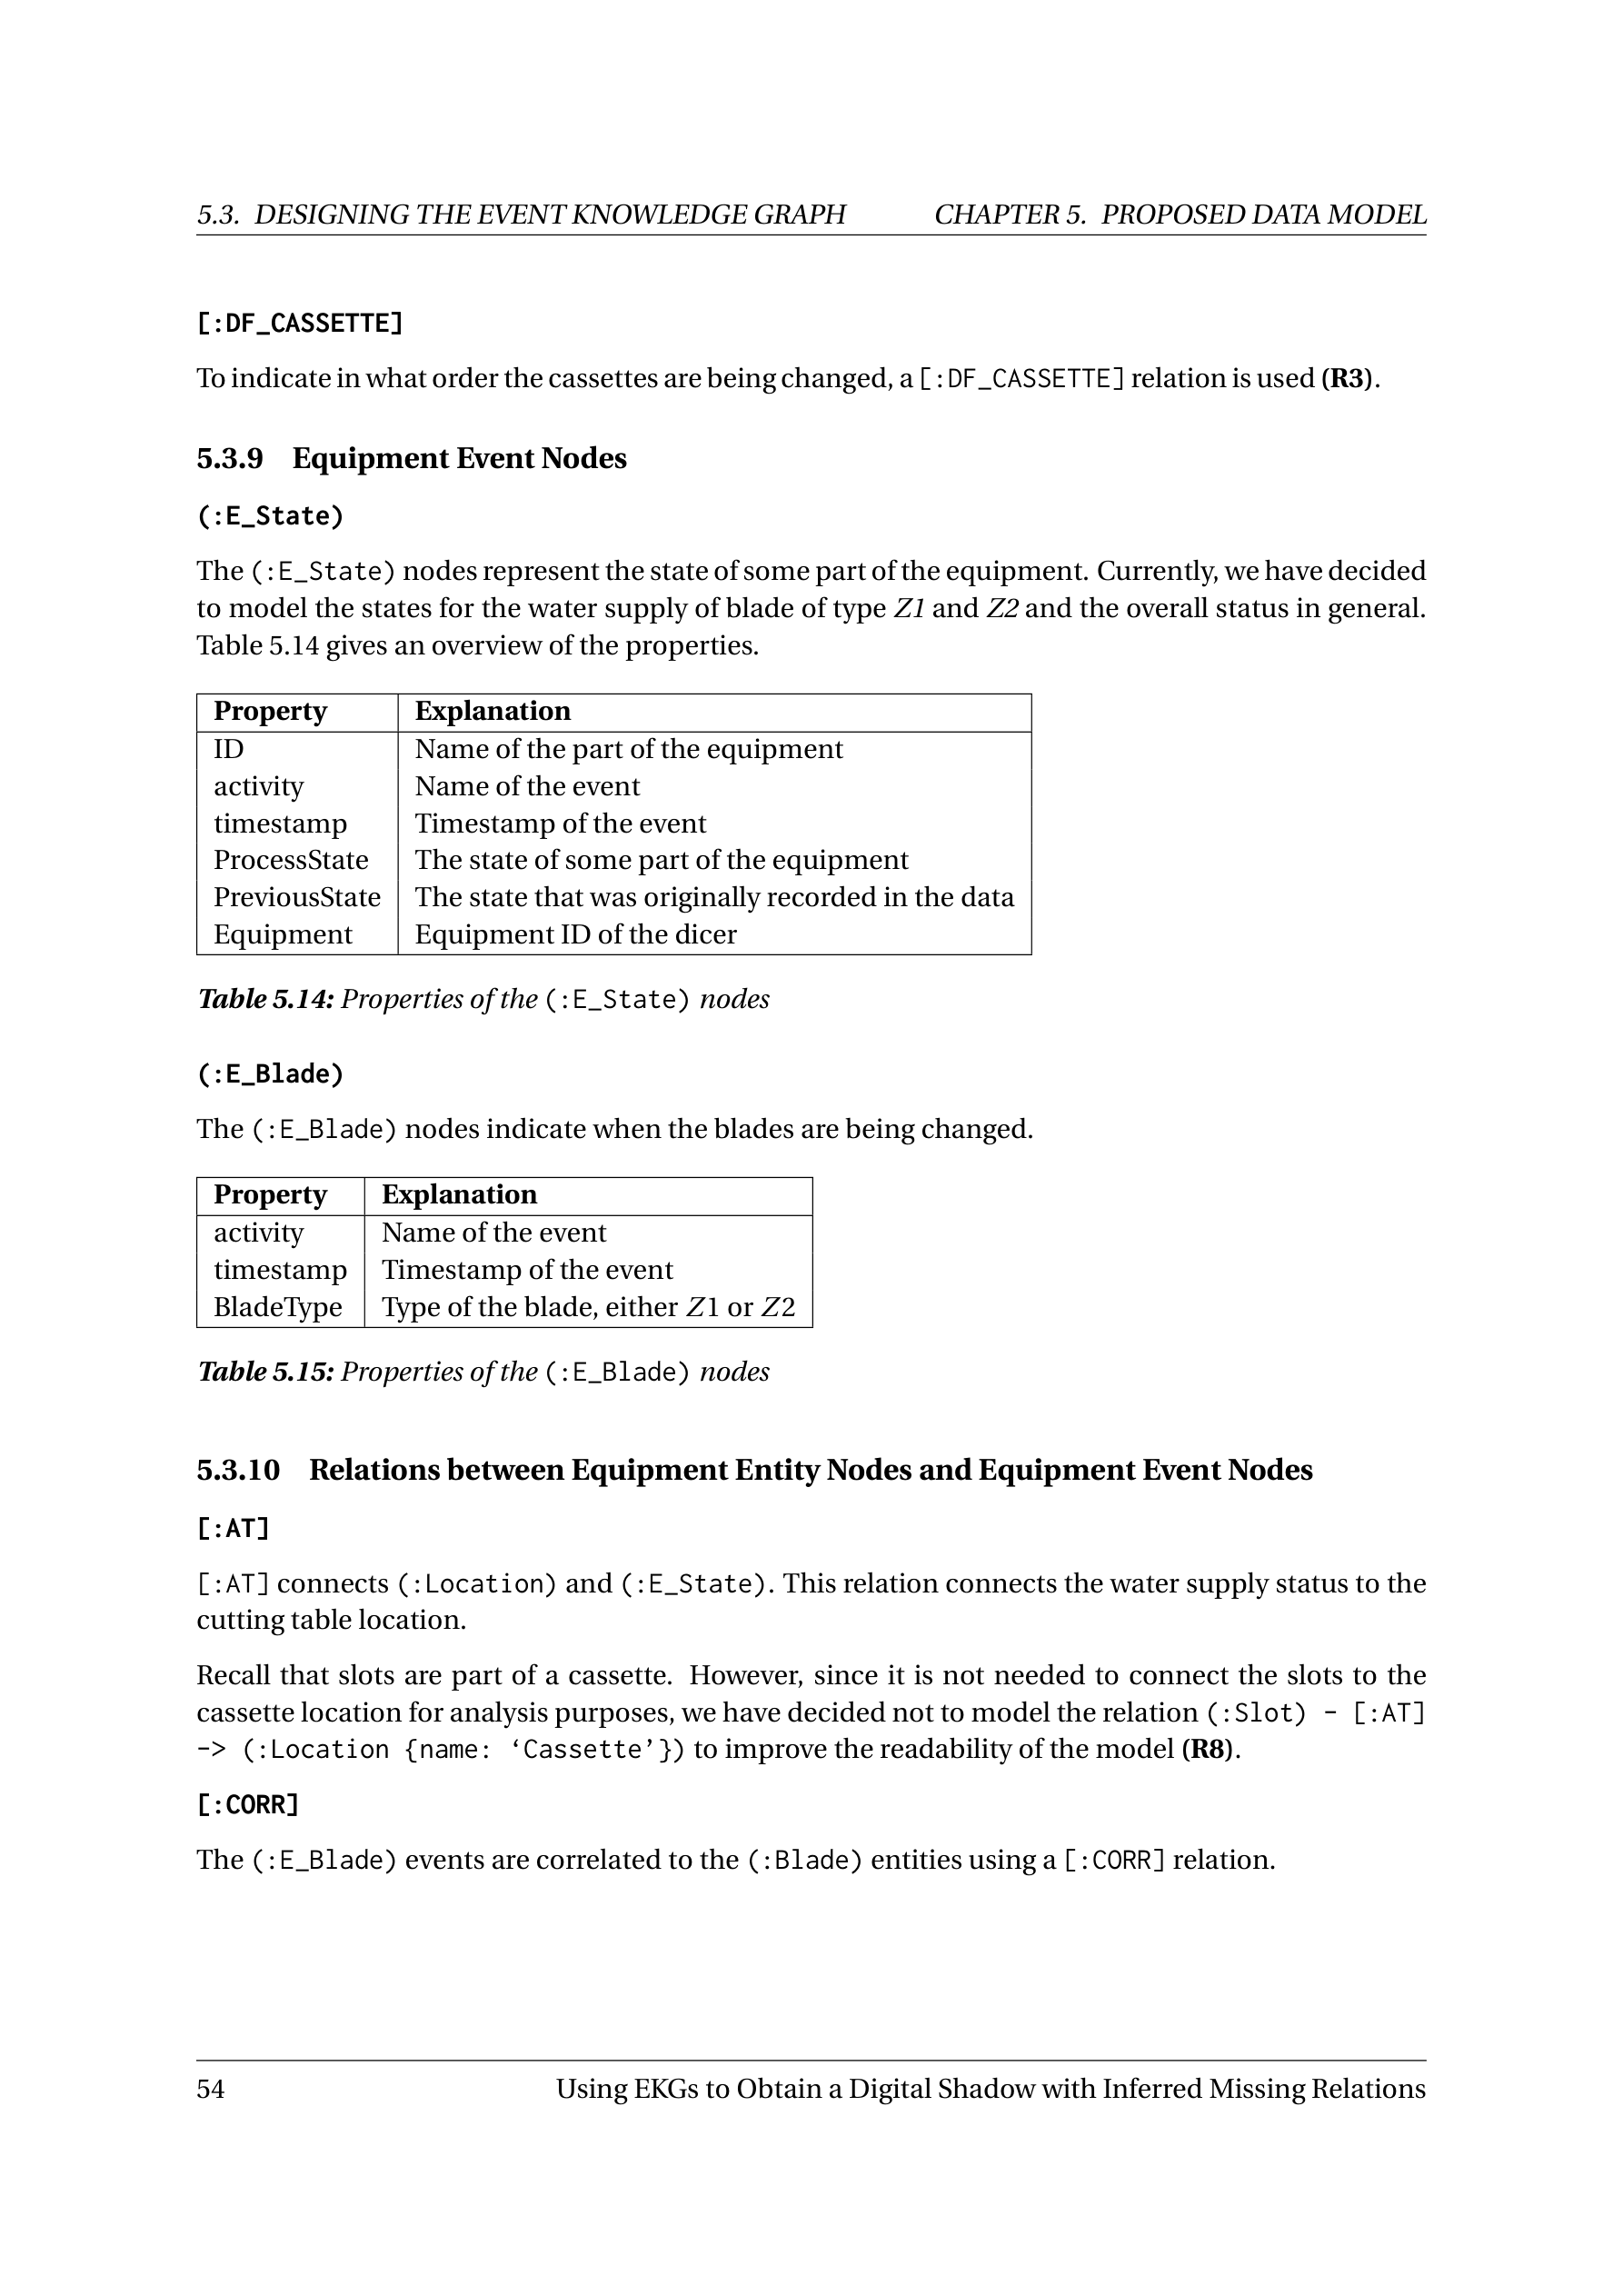 5.3. DESIGNING THE EVENT KNOWLEDGE GRAPH CHAPTER 5. PROPOSED DATA MODEL
[:DF_CASSETTE]
To indicate in what order the cassettes are being changed, a [:DF_CASSETTE] relation is used (R3).
5.3.9 Equipment Event Nodes
(:E_State)
The (:E_State) nodes represent the state of some part of the equipment. Currently, we have decided
to model the states for the water supply of blade of type Z1 and Z2 and the overall status in general.
Table 5.14 gives an overview of the properties.
Property Explanation
ID Name of the part of the equipment
activity Name of the event
timestamp Timestamp of the event
ProcessState The state of some part of the equipment
PreviousState The state that was originally recorded in the data
Equipment Equipment ID of the dicer
Table 5.14: Properties of the (:E_State) nodes
(:E_Blade)
The (:E_Blade) nodes indicate when the blades are being changed.
Property Explanation
activity Name of the event
timestamp Timestamp of the event
BladeType Type of the blade, either Z1 or Z2
Table 5.15: Properties of the (:E_Blade) nodes
5.3.10 Relations between Equipment Entity Nodes and Equipment Event Nodes
[:AT]
[:AT] connects (:Location) and (:E_State). This relation connects the water supply status to the
cutting table location.
Recall that slots are part of a cassette. However, since it is not needed to connect the slots to the
cassette location for analysis purposes, we have decided not to model the relation (:Slot) - [:AT]
-> (:Location {name: ‘Cassette’}) to improve the readability of the model (R8).
[:CORR]
The (:E_Blade) events are correlated to the (:Blade) entities using a [:CORR] relation.
54 Using EKGs to Obtain a Digital Shadow with Inferred Missing Relations